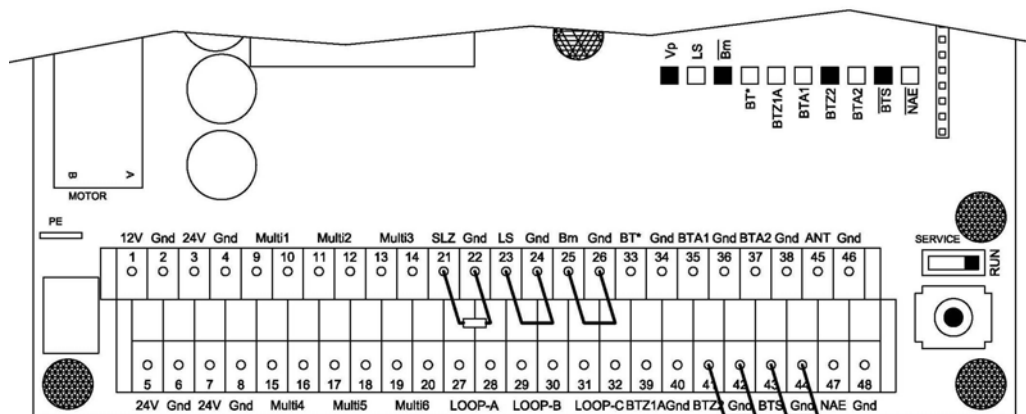 Vp LS Bm
BT* BTZ1A BTA1 BTZ2 BTA2 BTS NAE
B A
MOTOR
PE
12V Gnd 24V Gnd Multi1 Multi2 Multi3 SLZ Gnd LS Gnd Bm Gnd BT* Gnd BTA1 Gnd BTA2 Gnd ANT Gnd
SERVICE
RUN
1 2 3 4 9 10 11 12 13 14 21 22 23 24 25 26 33 34 35 36 37 38 45 46
5 6 7 8 15 16 17 18 19 20 27 28 29 30 31 32 39 40 41 42 43 44 47 48
24V Gnd 24V Gnd Multi4 Multi5 Multi6 LOOP-A LOOP-B LOOP-C BTZ1A Gnd BTZ2 Gnd BTS Gnd NAE Gnd